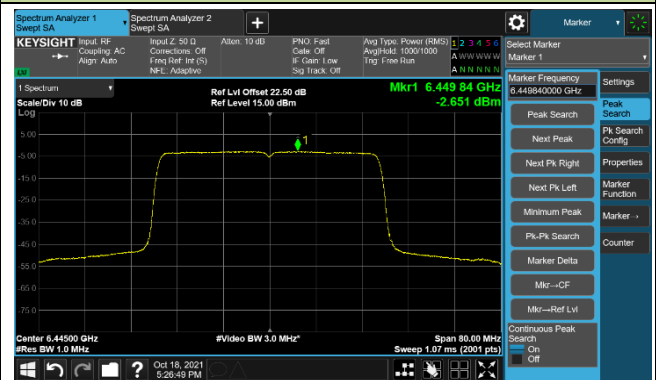 Spectrum Analyzer 1
Swept SA
Spectrum Analyzer 2
Swept SA
+
Marker
KEYSIGHT
Input: RF
Coupling: AC
Align: Auto
Input Z: 50 Ω
Corrections: Off
Freq Ref: Int (S)
NFE: Adaptive
Atten: 10 dB
PNO: Fast
Gate: Off
IF Gain: Low
Sig Track: Off
Avg Type: Power (RMS)
Avg|Hold: 1000/1000
Trig: Free Run
1 2 3 4 5 6
A W W W W W
A N N N N N
LXI
Select Marker
Marker 1
1 Spectrum
Scale/Div 10 dB
Log
Ref Lvl Offset 22.50 dB
Ref Level 15.00 dBm
Mkr1 6.449 84 GHz
-2.651 dBm
1
5.00
-5.00
-15.0
-25.0
-35.0
-45.0
-55.0
-65.0
-75.0
Center 6.44500 GHz
#Res BW 1.0 MHz
#Video BW 3.0 MHz*
Span 80.00 MHz
Sweep 1.07 ms (2001 pts)
Marker Frequency
6.449840000 GHz
Peak Search
Next Peak
Next Pk Right
Next Pk Left
Minimum Peak
Pk-Pk Search
Marker Delta
Mkr→CF
Mkr→Ref Lvl
Continuous Peak
Search
On
Off
Settings
Peak
Search
Pk Search
Config
Properties
Marker
Function
Marker→
Counter
?
Oct 18, 2021
5:26:49 PM